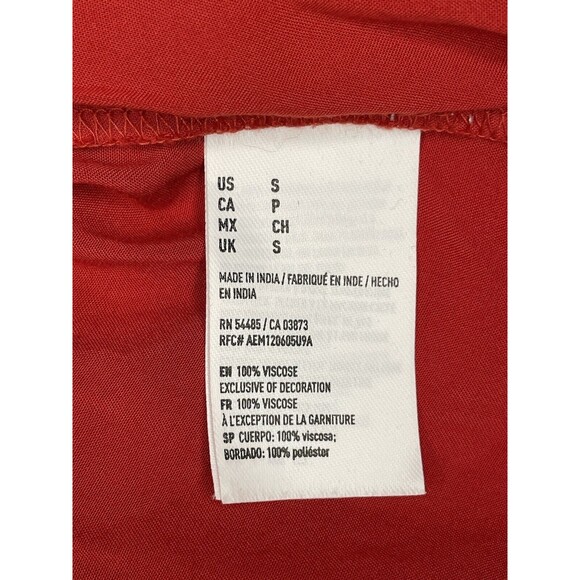 US S
CA P
MX CH
UK S
MADE IN INDIA / FABRIQUÉ EN INDE / HECHO
EN INDIA
RN 54485 / CA 03873
RFC# AEM120605U9A
EN 100% VISCOSE
EXCLUSIVE OF DECORATION
FR 100% VISCOSE
À L'EXCEPTION DE LA GARNITURE
SP CUERPO: 100% viscosa;
BORDADO: 100% poliéster